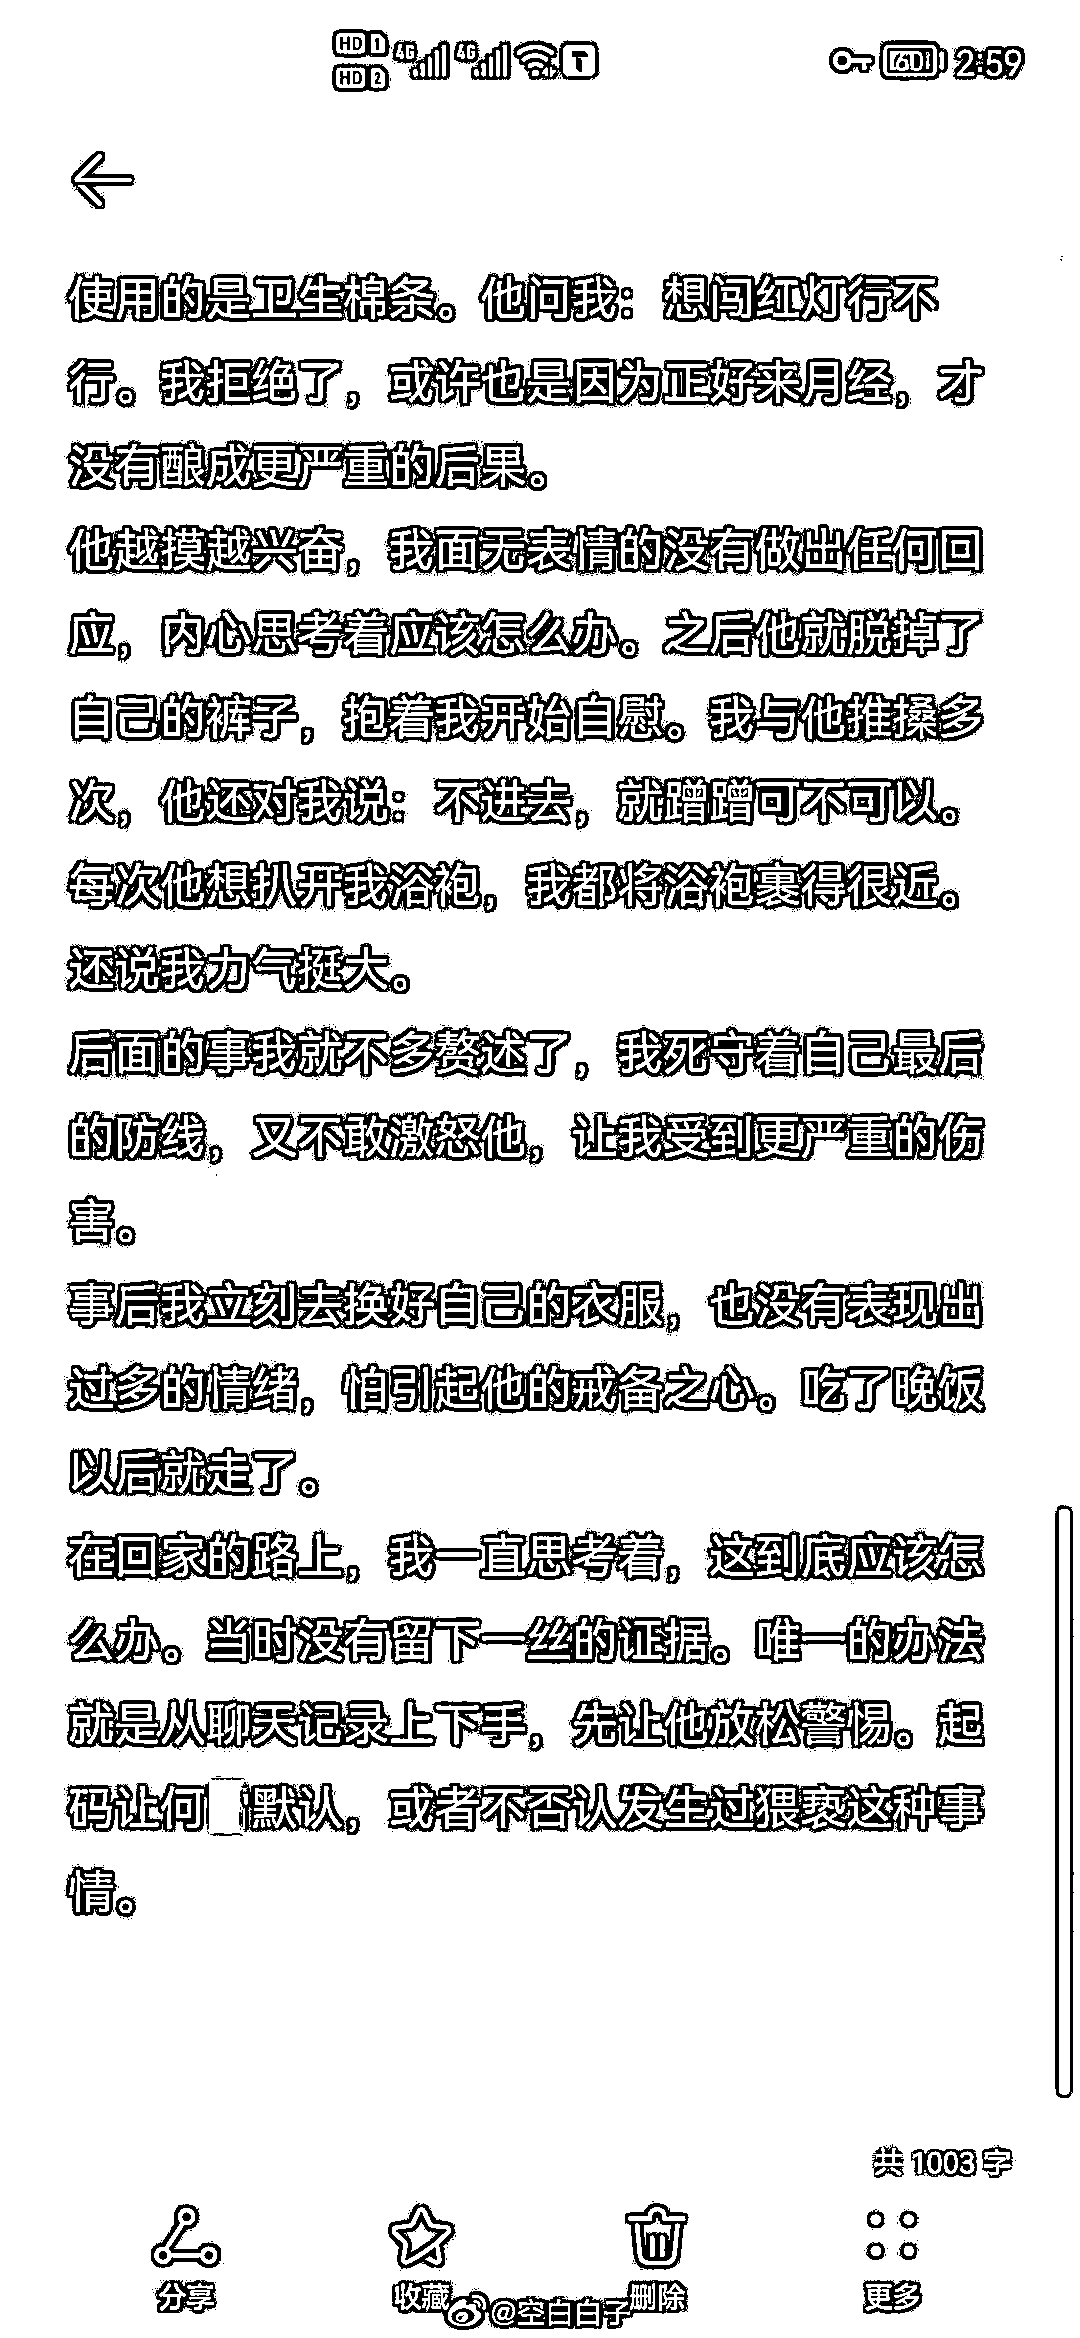 HD 1 4G 4G T 60 2:59
HD 2
使用的是卫生棉条。他问我：想闯红灯行不
行。我拒绝了，或许也是因为正好来月经，才
没有酿成更严重的后果。
他越摸越兴奋，我面无表情的没有做出任何回
应，内心思考着应该怎么办。之后他就脱掉了
自己的裤子，抱着我开始自慰。我与他推搡多
次，他还对我说：不进去，就蹭蹭可不可以。
每次他想扒开我浴袍，我都将浴袍裹得很近。
还说我力气挺大。
后面的事我就不多赘述了，我死守着自己最后
的防线，又不敢激怒他，让我受到更严重的伤
害。
事后我立刻去换好自己的衣服，也没有表现出
过多的情绪，怕引起他的戒备之心。吃了晚饭
以后就走了。
在回家的路上，我一直思考着，这到底应该怎
么办。当时没有留下一丝的证据。唯一的办法
就是从聊天记录上下手，先让他放松警惕。起
码让何 默认，或者不否认发生过猥亵这种事
情。
共 1003 字
分享 收藏 删除 更多
@空白白子